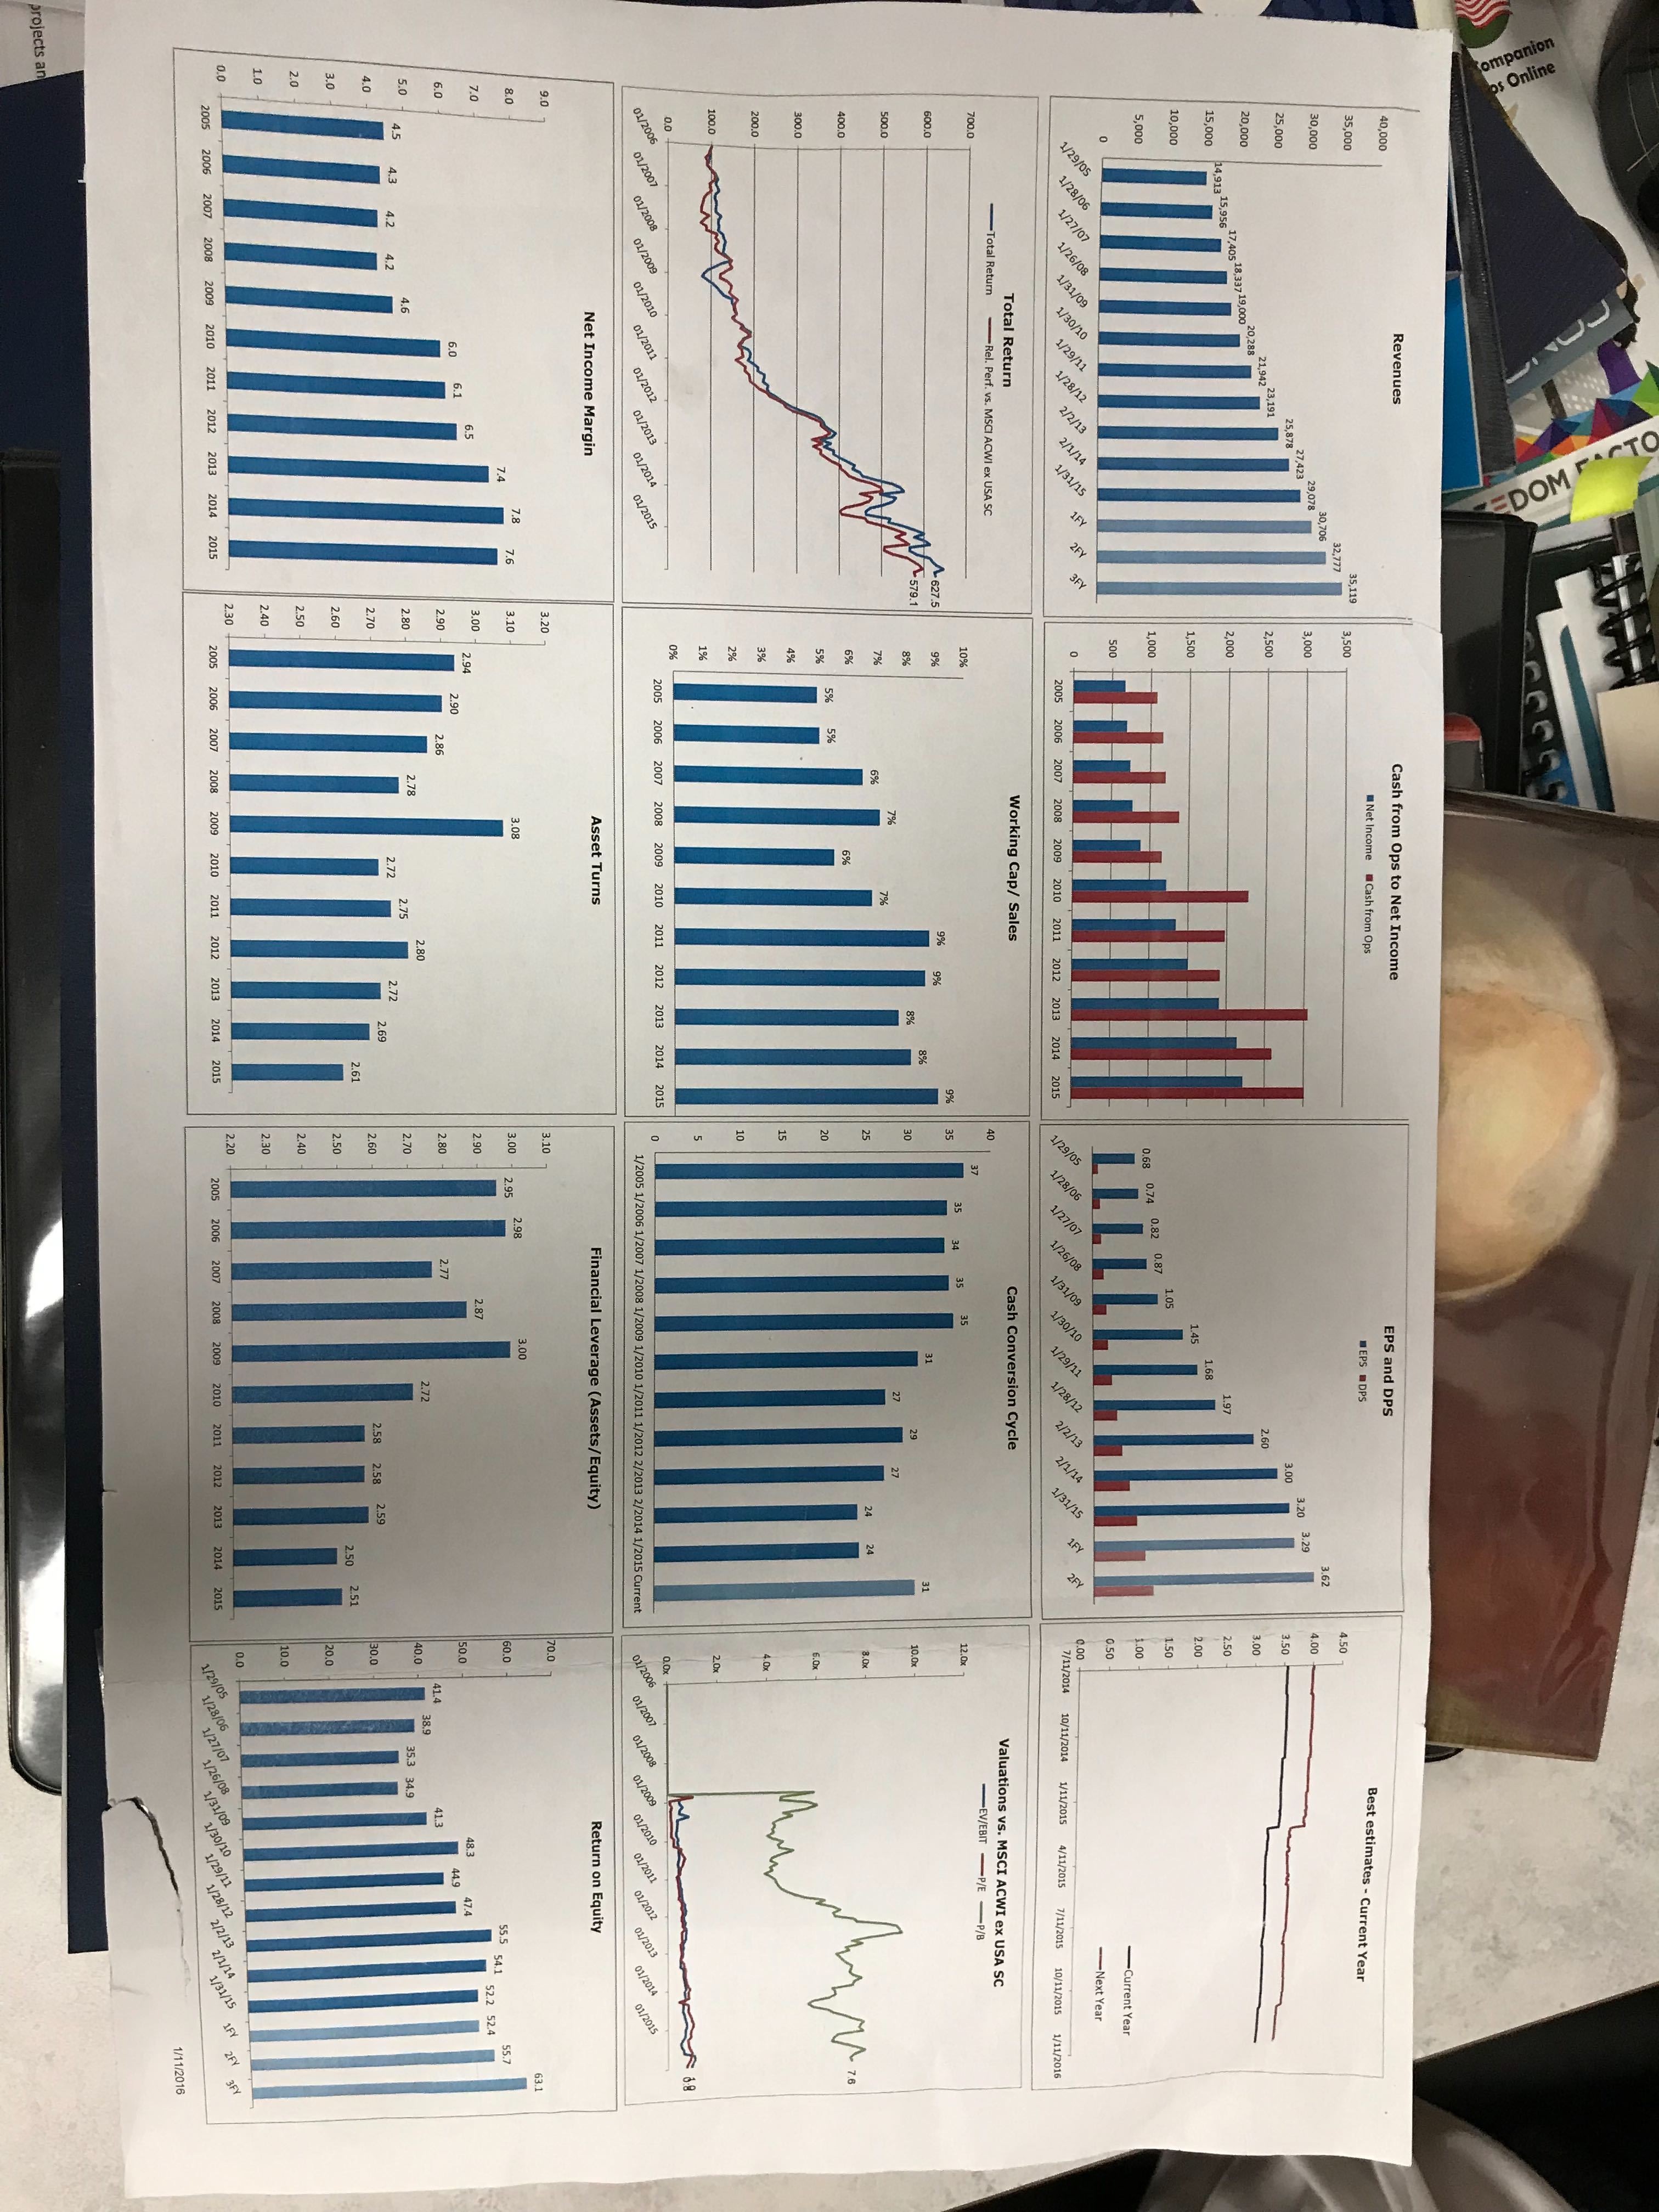 ompanion
ps Online
EDOM FACTO
Revenues
40,000
35,000
30,000
25,000
20,000
15,000
10,000
5,000
0
14,913
15,956
17,405
18,337
19,000
20,288
21,942
23,191
25,878
27,423
29,078
30,706
32,777
35,119
1/29/05 1/28/06 1/27/07 1/26/08 1/31/09 1/30/10 1/29/11 1/28/12 2/2/13 2/1/14 1/31/15 1FY 2FY 3FY
Cash from Ops to Net Income
Net Income Cash from Ops
3,500
3,000
2,500
2,000
1,500
1,000
500
0
2005 2006 2007 2008 2009 2010 2011 2012 2013 2014 2015
EPS and DPS
EPS DPS
0.68 0.74 0.82 0.87 1.05 1.45 1.68 1.97 2.60 3.00 3.20 3.29 3.62
1/29/05 1/28/06 1/27/07 1/26/08 1/31/09 1/30/10 1/29/11 1/28/12 2/2/13 2/1/14 1/31/15 1FY 2FY
Best estimates - Current Year
4.50
4.00
3.50
3.00
2.50
2.00
1.50
1.00
0.50
0.00
Current Year
Next Year
7/11/2014 10/11/2014 1/11/2015 4/11/2015 7/11/2015 10/11/2015 1/11/2016
Total Return
Total Return Rel. Perf. vs. MSCI ACWI ex USA SC
700.0
600.0
500.0
400.0
300.0
200.0
100.0
0.0
627.5
579.1
01/2006 01/2007 01/2008 01/2009 01/2010 01/2011 01/2012 01/2013 01/2014 01/2015
Working Cap/ Sales
10%
9%
8%
7%
6%
5%
4%
3%
2%
1%
0%
5% 5% 6% 7% 6% 7% 9% 9% 8% 8% 9%
2005 2006 2007 2008 2009 2010 2011 2012 2013 2014 2015
Cash Conversion Cycle
40
35
30
25
20
15
10
5
0
37 35 34 35 35 31 27 29 27 24 24 31
1/2005 1/2006 1/2007 1/2008 1/2009 1/2010 1/2011 1/2012 2/2013 2/2014 1/2015 Current
Valuations vs. MSCI ACWI ex USA SC
EV/EBIT P/E P/B
12.0x
10.0x
8.0x
6.0x
4.0x
2.0x
0.0x
7.6
01/2006 01/2007 01/2008 01/2009 01/2010 01/2011 01/2012 01/2013 01/2014 01/2015
Net Income Margin
9.0
8.0
7.0
6.0
5.0
4.0
3.0
2.0
1.0
0.0
4.5 4.3 4.2 4.2 4.6 6.0 6.1 6.5 7.4 7.8 7.6
2005 2006 2007 2008 2009 2010 2011 2012 2013 2014 2015
Asset Turns
3.20
3.10
3.00
2.90
2.80
2.70
2.60
2.50
2.40
2.30
2.94 2.90 2.86 2.78 3.08 2.72 2.75 2.80 2.72 2.69 2.61
2005 2006 2007 2008 2009 2010 2011 2012 2013 2014 2015
Financial Leverage (Assets/Equity)
3.10
3.00
2.90
2.80
2.70
2.60
2.50
2.40
2.30
2.20
2.95 2.98 2.77 2.87 3.00 2.72 2.58 2.58 2.59 2.50 2.51
2005 2006 2007 2008 2009 2010 2011 2012 2013 2014 2015
Return on Equity
70.0
60.0
50.0
40.0
30.0
20.0
10.0
0.0
41.4 38.9 35.3 34.9 41.3 48.3 44.9 47.4 55.5 54.1 52.2 52.4 55.7 63.1
1/29/05 1/28/06 1/27/07 1/26/08 1/31/09 1/30/10 1/29/11 1/28/12 2/2/13 2/1/14 1/31/15 1FY 2FY 3FY
1/11/2016
projects an